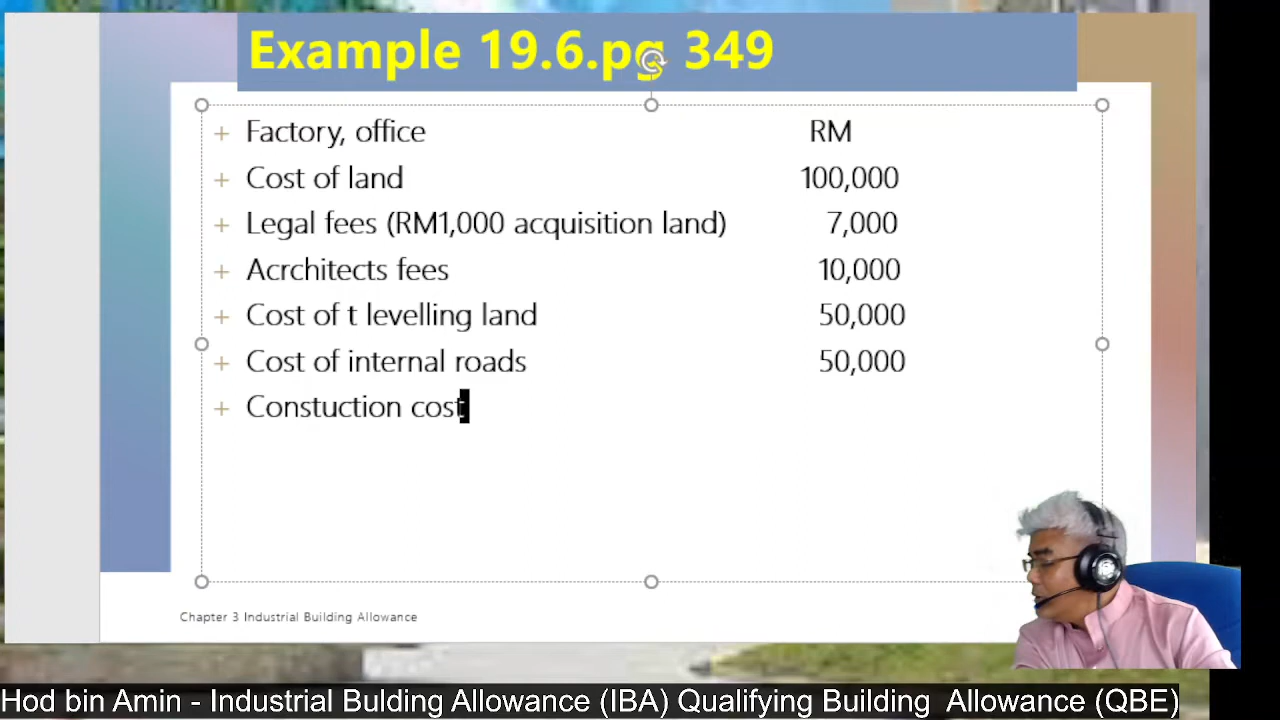 Example 19.6.pg 349
+ Factory, office RM
+ Cost of land 100,000
+ Legal fees (RM1,000 acquisition land) 7,000
+ Acrchitects fees 10,000
+ Cost of t levelling land 50,000
+ Cost of internal roads 50,000
+ Constuction cost
Chapter 3 Industrial Building Allowance
Hod bin Amin - Industrial Bulding Allowance (IBA) Qualifying Building Allowance (QBE)